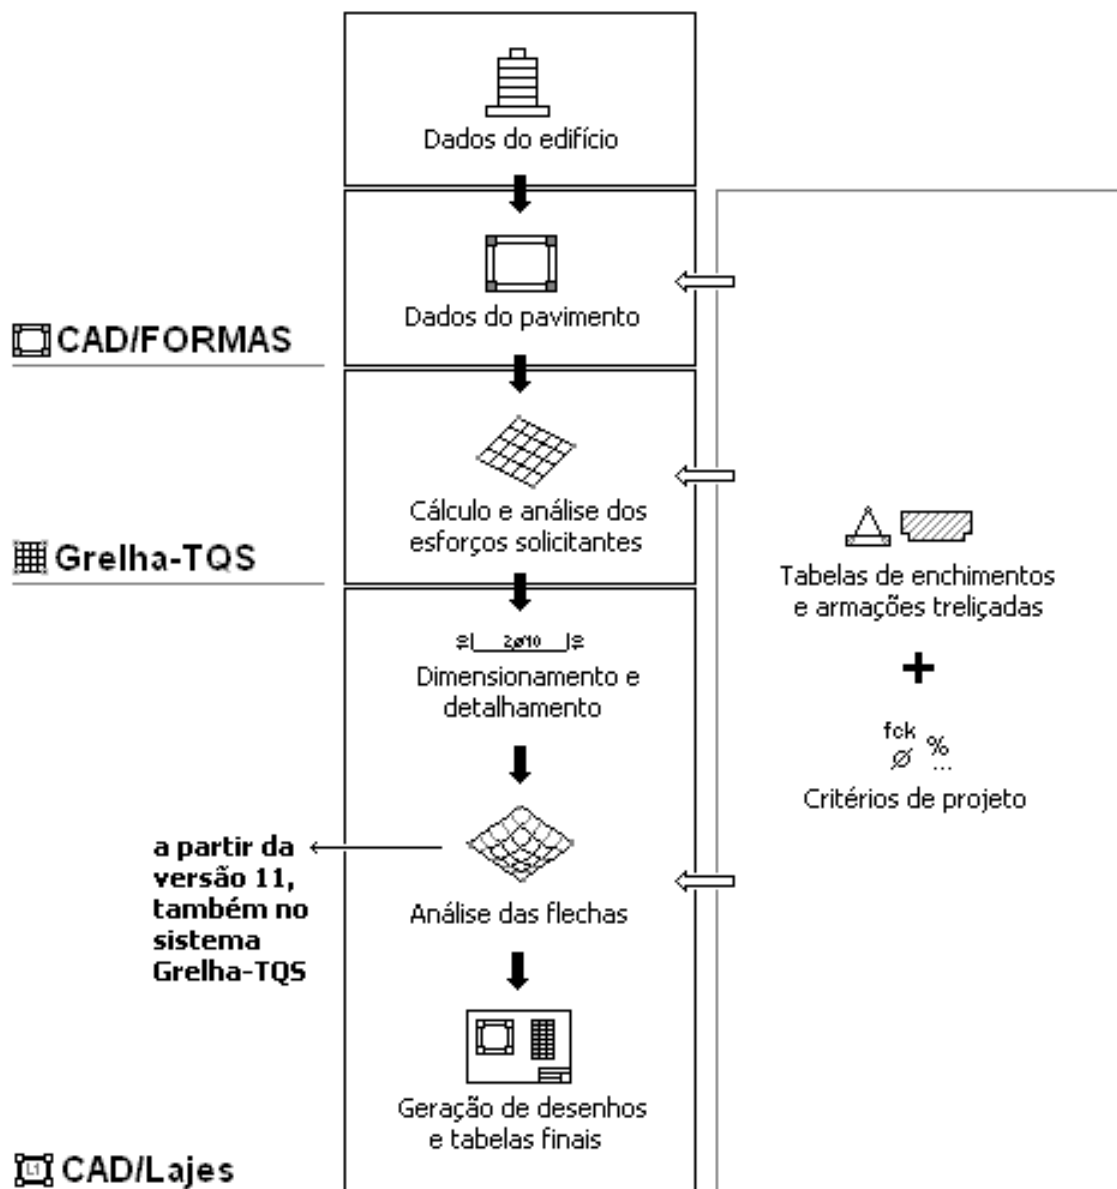 Dados do edifício
Dados do pavimento
CAD/FORMAS
Cálculo e análise dos
esforços solicitantes
Grelha-TQS
2ø10
Dimensionamento e
detalhamento
a partir da
versão 11,
também no
sistema
Grelha-TQS
Análise das flechas
Geração de desenhos
e tabelas finais
L1
CAD/Lajes
Tabelas de enchimentos
e armações treliçadas
+
fck
Ø %
...
Critérios de projeto